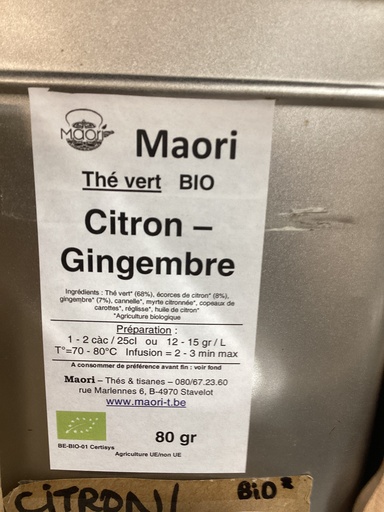 Maori
Maori
Thé vert BIO
Citron –
Gingembre
Ingrédients : Thé vert* (68%), écorces de citron* (8%),
gingembre* (7%), cannelle*, myrte citronnée*, copeaux de
carottes*, réglisse*, huile de citron*
*Agriculture biologique
Préparation :
1 - 2 càc / 25cl ou 12 - 15 gr / L
T°=70 - 80°C Infusion = 2 - 3 min max
A consommer de préférence avant fin : voir fond
Maori – Thés & tisanes – 080/67.23.60
rue Marlennes 6, B-4970 Stavelot
www.maori-t.be
80 gr
BE-BIO-01 Certisys
Agriculture UE/non UE
CITRON/ BiO*